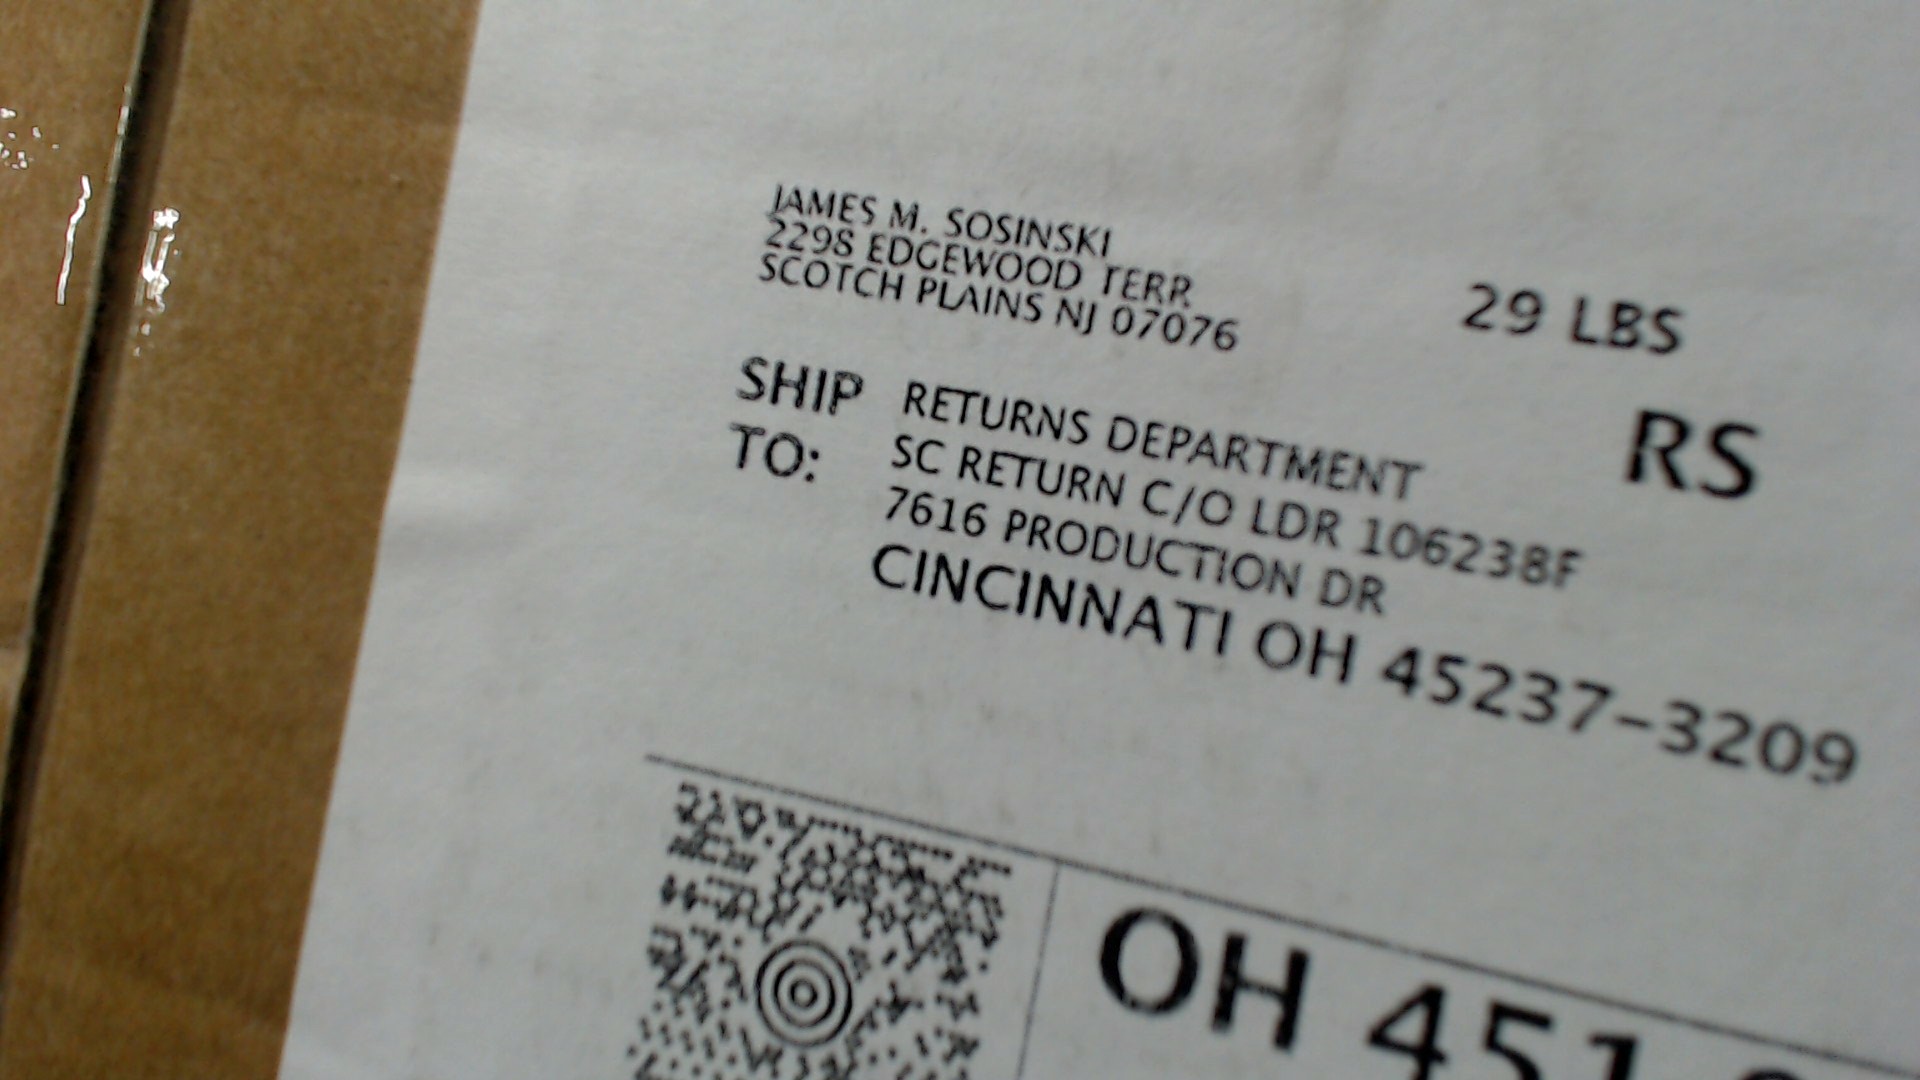 JAMES M. SOSINSKI
2298 EDGEWOOD TERR
SCOTCH PLAINS NJ 07076
29 LBS
RS
SHIP TO:
RETURNS DEPARTMENT
SC RETURN C/O LDR 106238F
7616 PRODUCTION DR
CINCINNATI OH 45237-3209
OH 451